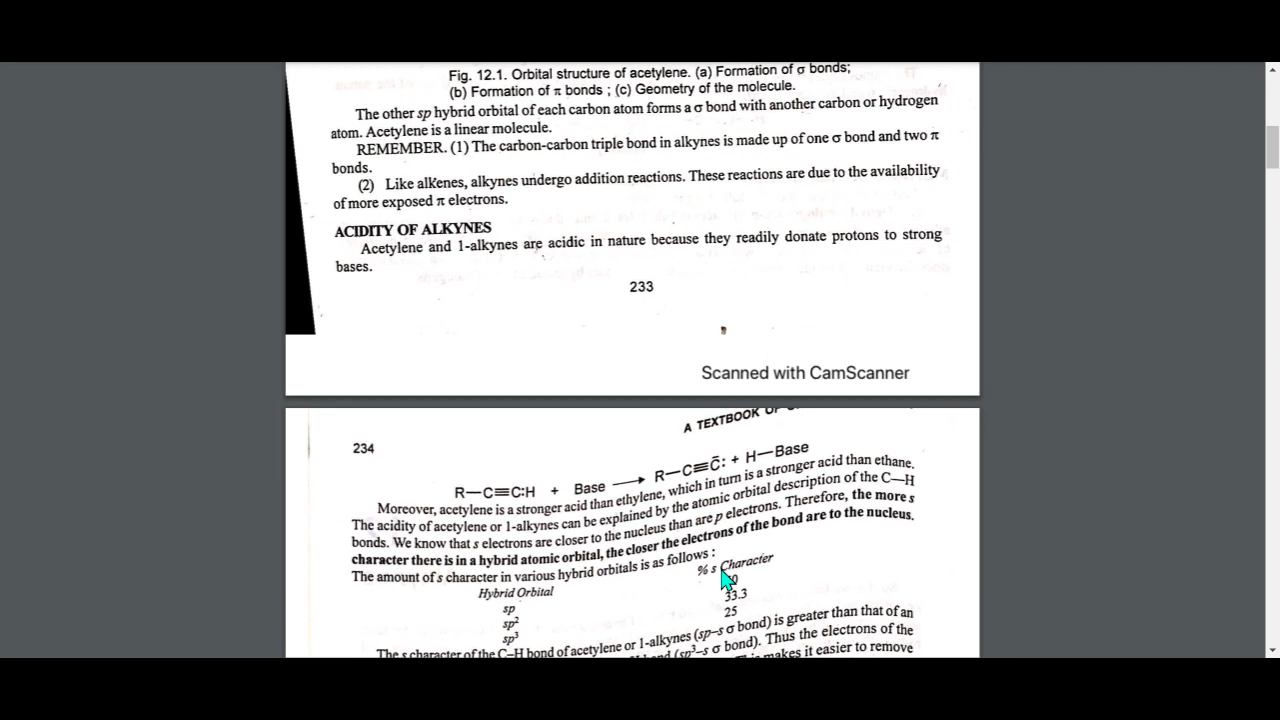 Fig. 12.1. Orbital structure of acetylene. (a) Formation of σ bonds;
(b) Formation of π bonds ; (c) Geometry of the molecule.
The other sp hybrid orbital of each carbon atom forms a σ bond with another carbon or hydrogen
atom. Acetylene is a linear molecule.
REMEMBER. (1) The carbon-carbon triple bond in alkynes is made up of one σ bond and two π
bonds.
(2) Like alkenes, alkynes undergo addition reactions. These reactions are due to the availability
of more exposed π electrons.
ACIDITY OF ALKYNES
Acetylene and 1-alkynes are acidic in nature because they readily donate protons to strong
bases.
233
Scanned with CamScanner
A TEXTBOOK OF
234
R—C≡C:H + Base ⟶ R—C≡C̄: + H—Base
Moreover, acetylene is a stronger acid than ethylene, which in turn is a stronger acid than ethane.
The acidity of acetylene or 1-alkynes can be explained by the atomic orbital description of the C—H
bonds. We know that s electrons are closer to the nucleus than are p electrons. Therefore, the more s
character there is in a hybrid atomic orbital, the closer the electrons of the bond are to the nucleus.
The amount of s character in various hybrid orbitals is as follows :
Hybrid Orbital % s Character
sp
sp² 33.3
sp³ 25
The s character of the C–H bond of acetylene or 1-alkynes (sp–s σ bond) is greater than that of an
bond (sp³–s σ bond). Thus the electrons of the
makes it easier to remove